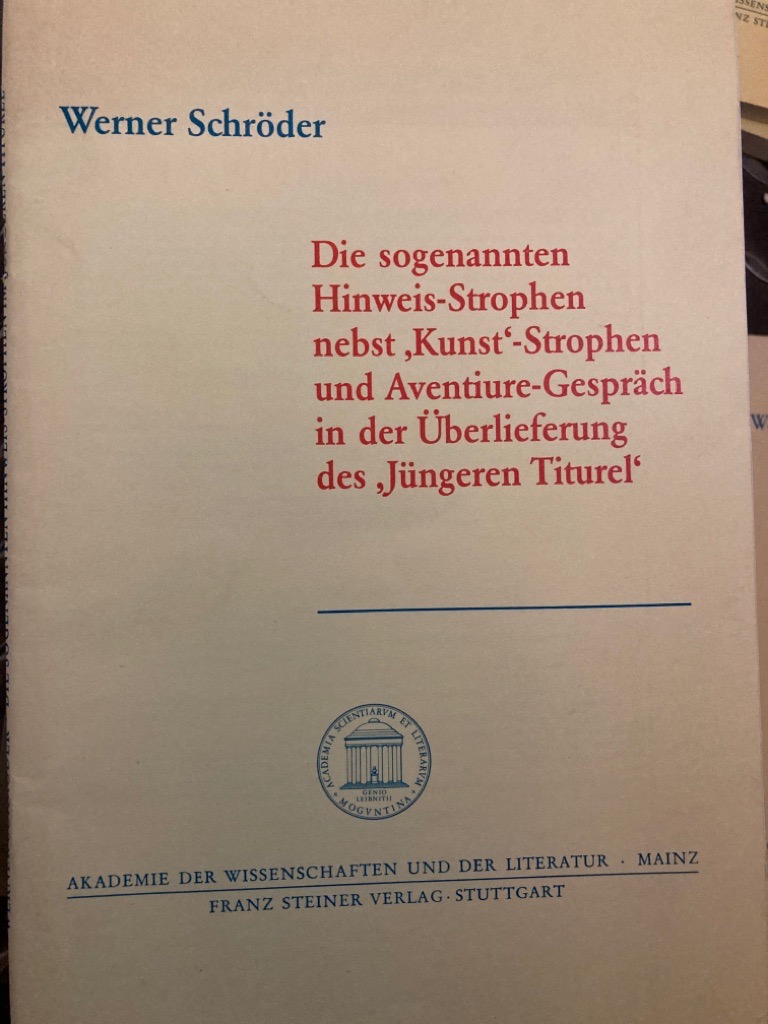 Werner Schröder
Die sogenannten
Hinweis-Strophen
nebst ‚Kunst‘-Strophen
und Aventiure-Gespräch
in der Überlieferung
des ‚Jüngeren Titurel‘
ACADEMIA SCIENTIARVM ET LITERARVM
MOGVNTINA
GENIO
LEIBNITII
AKADEMIE DER WISSENSCHAFTEN UND DER LITERATUR · MAINZ
FRANZ STEINER VERLAG · STUTTGART